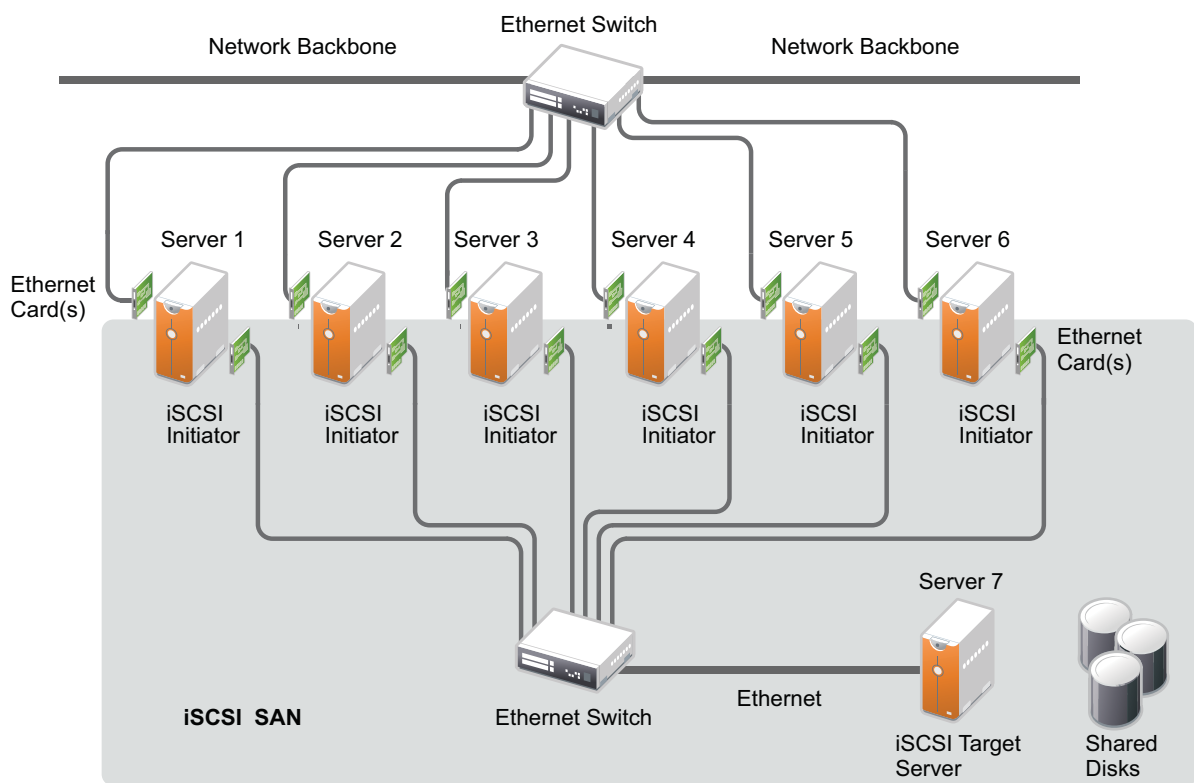 Ethernet Switch
Network Backbone
Network Backbone
Server 1
Server 2
Server 3
Server 4
Server 5
Server 6
Ethernet
Card(s)
Ethernet
Card(s)
iSCSI
Initiator
iSCSI
Initiator
iSCSI
Initiator
iSCSI
Initiator
iSCSI
Initiator
iSCSI
Initiator
Server 7
Ethernet
iSCSI SAN
Ethernet Switch
iSCSI Target
Server
Shared
Disks